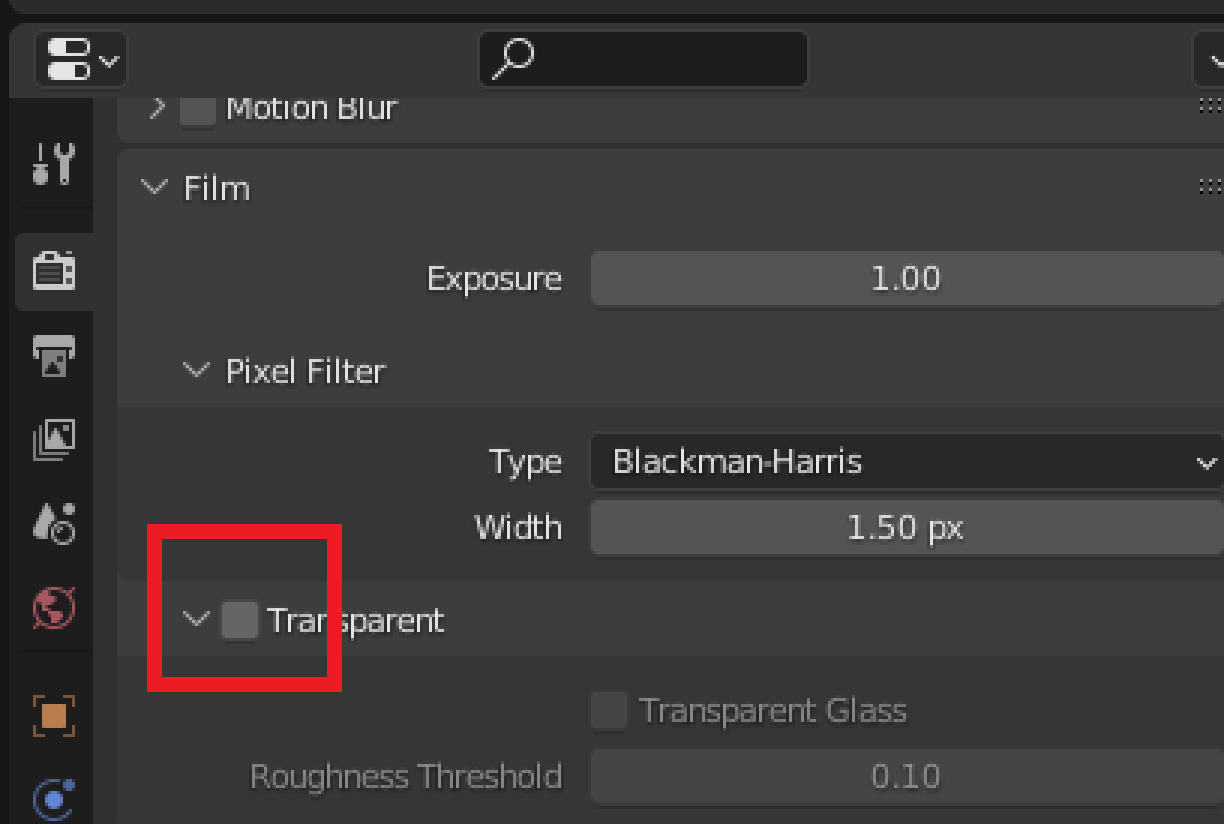 Motion Blur
Film
Exposure 1.00
Pixel Filter
Type Blackman-Harris
Width 1.50 px
Transparent
Transparent Glass
Roughness Threshold 0.10